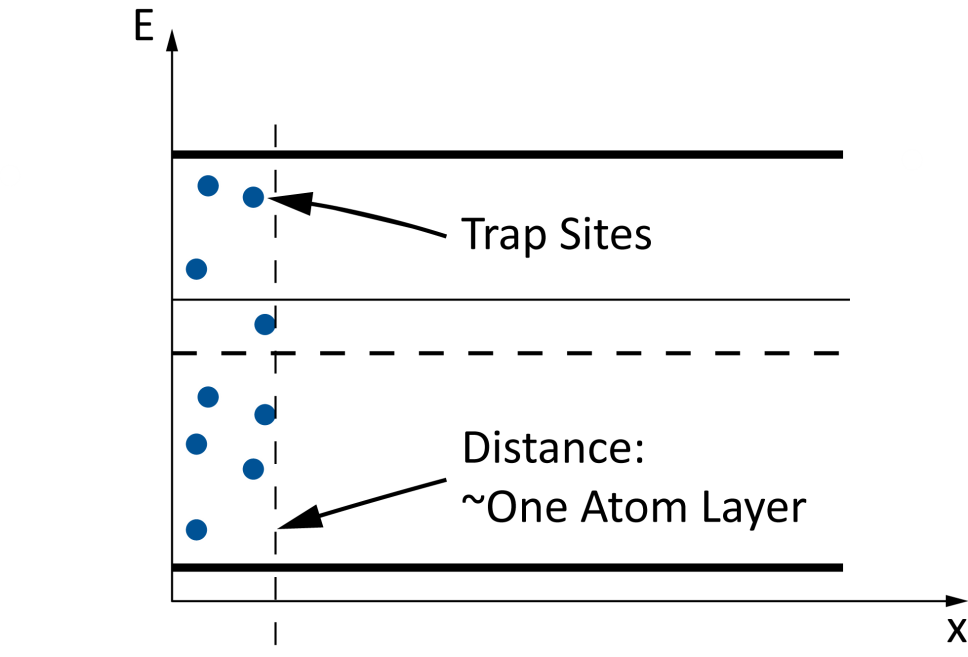 E
Trap Sites
Distance:
~One Atom Layer
x